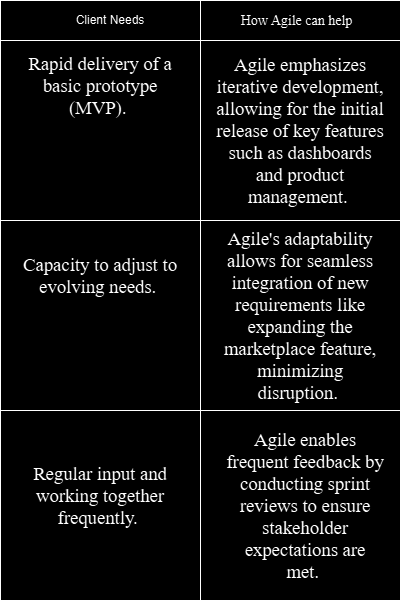 Client Needs
How Agile can help
Rapid delivery of a
basic prototype
(MVP).
Agile emphasizes
iterative development,
allowing for the initial
release of key features
such as dashboards
and product
management.
Capacity to adjust to
evolving needs.
Agile's adaptability
allows for seamless
integration of new
requirements like
expanding the
marketplace feature,
minimizing
disruption.
Regular input and
working together
frequently.
Agile enables
frequent feedback by
conducting sprint
reviews to ensure
stakeholder
expectations are
met.